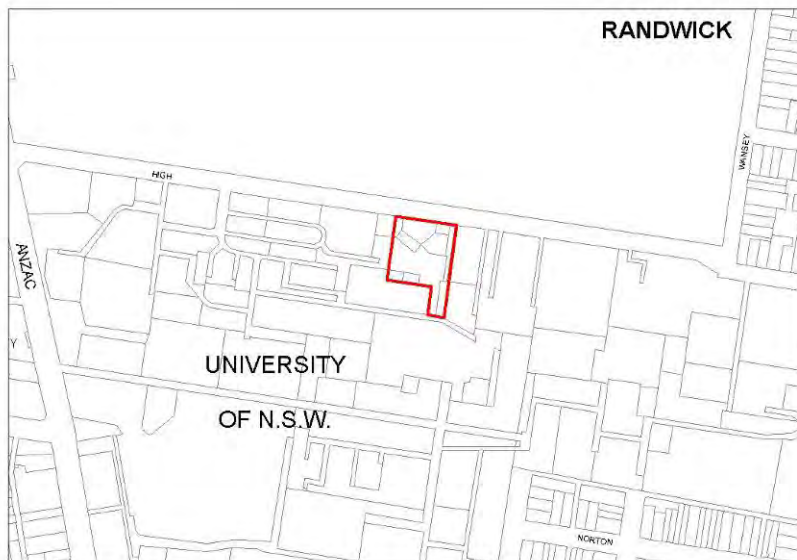 RANDWICK
WANSEY
HIGH
ANZAC
Y
UNIVERSITY
OF N.S.W.
NORTON